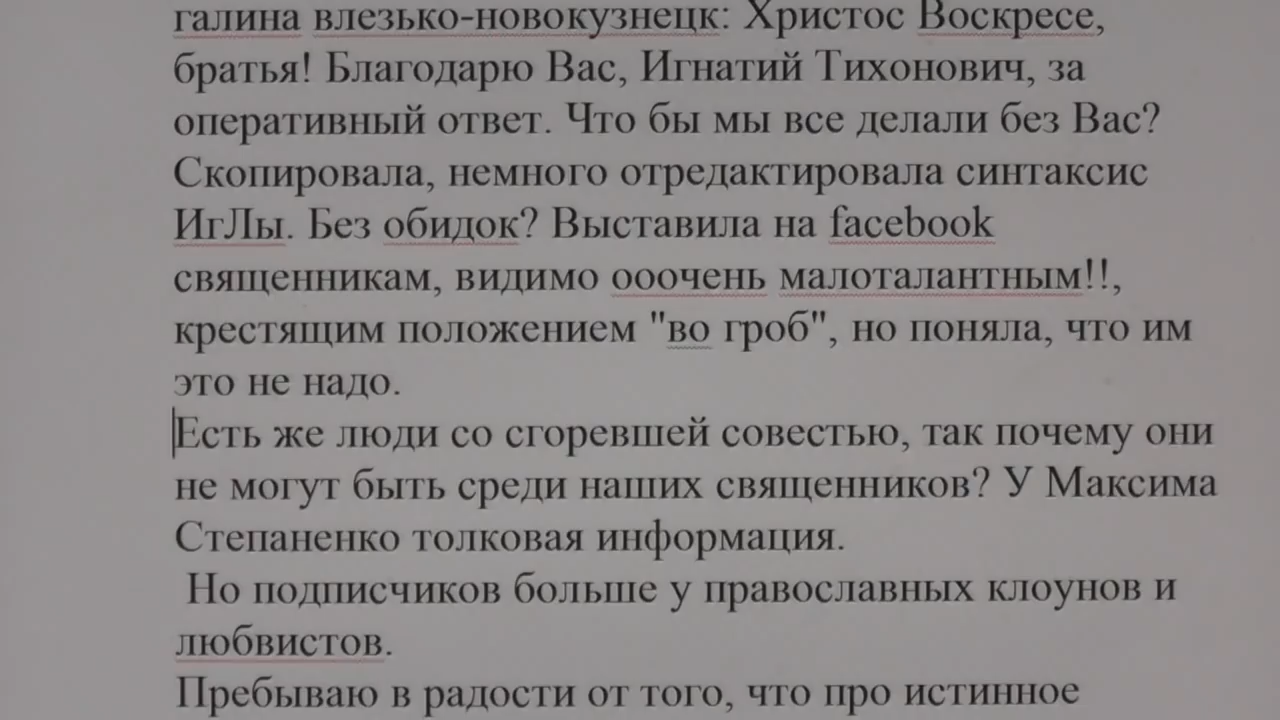 галина влезько-новокузнецк: Христос Воскресе,
братья! Благодарю Вас, Игнатий Тихонович, за
оперативный ответ. Что бы мы все делали без Вас?
Скопировала, немного отредактировала синтаксис
ИгЛы. Без обидок? Выставила на facebook
священникам, видимо ооочень малоталантным!!,
крестящим положением "во гроб", но поняла, что им
это не надо.
Есть же люди со сгоревшей совестью, так почему они
не могут быть среди наших священников? У Максима
Степаненко толковая информация.
Но подписчиков больше у православных клоунов и
любвистов.
Пребываю в радости от того, что про истинное